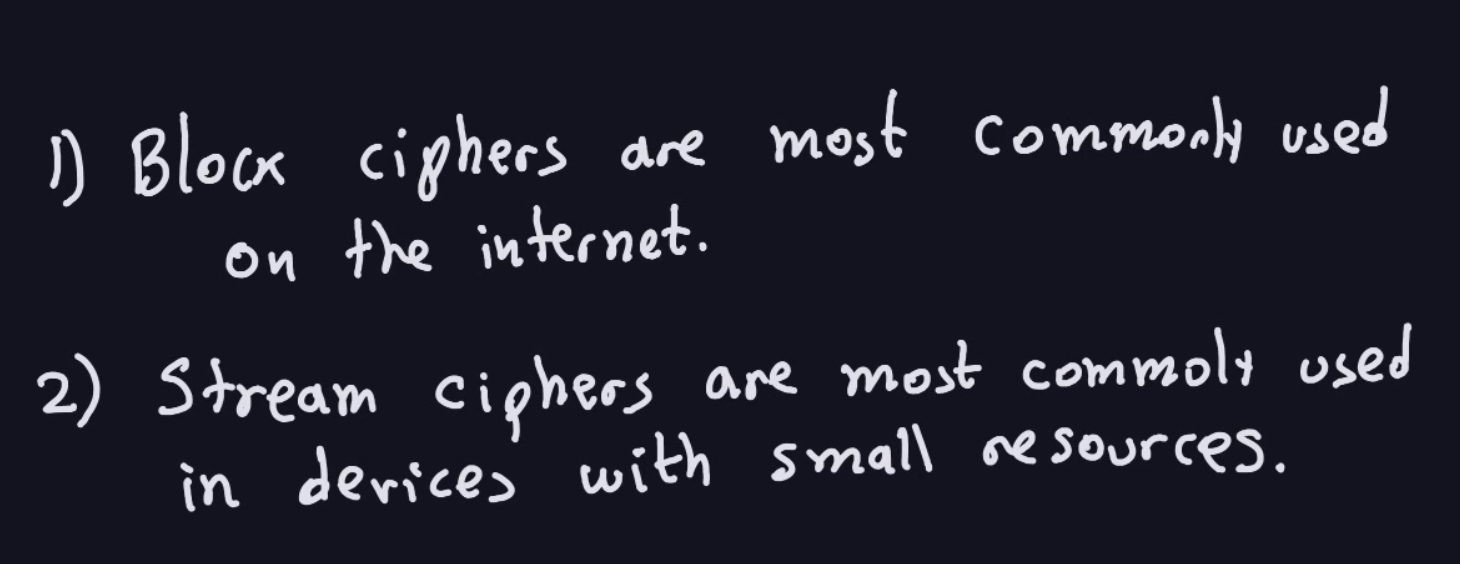 1) Block ciphers are most commonly used
on the internet.
2) Stream ciphers are most commoly used
in devices with small resources.